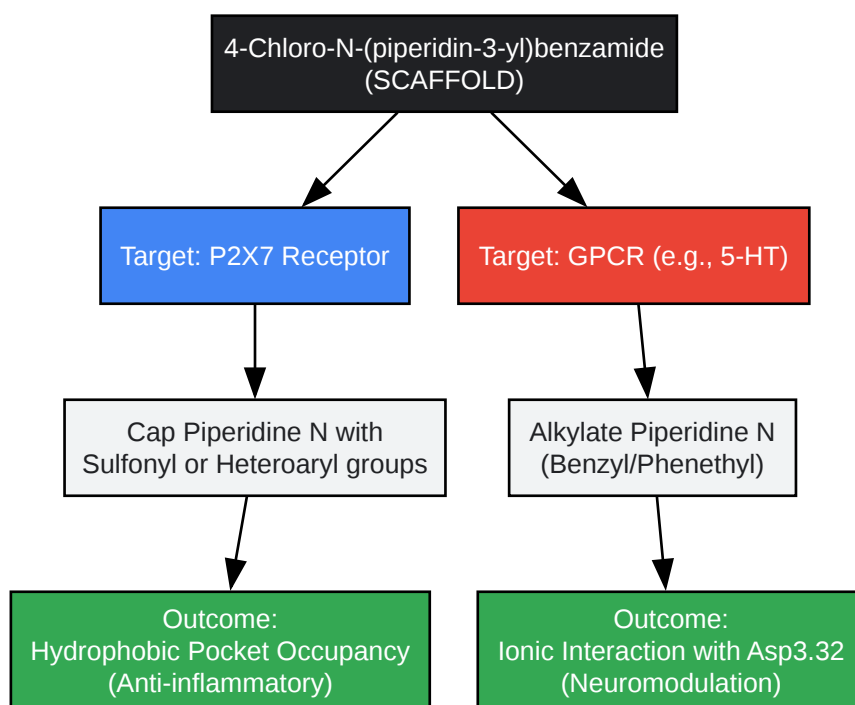 4-Chloro-N-(piperidin-3-yl)benzamide
(SCAFFOLD)
Target: P2X7 Receptor
Target: GPCR (e.g., 5-HT)
Cap Piperidine N with
Sulfonyl or Heteroaryl groups
Alkylate Piperidine N
(Benzyl/Phenethyl)
Outcome:
Hydrophobic Pocket Occupancy
(Anti-inflammatory)
Outcome:
Ionic Interaction with Asp3.32
(Neuromodulation)